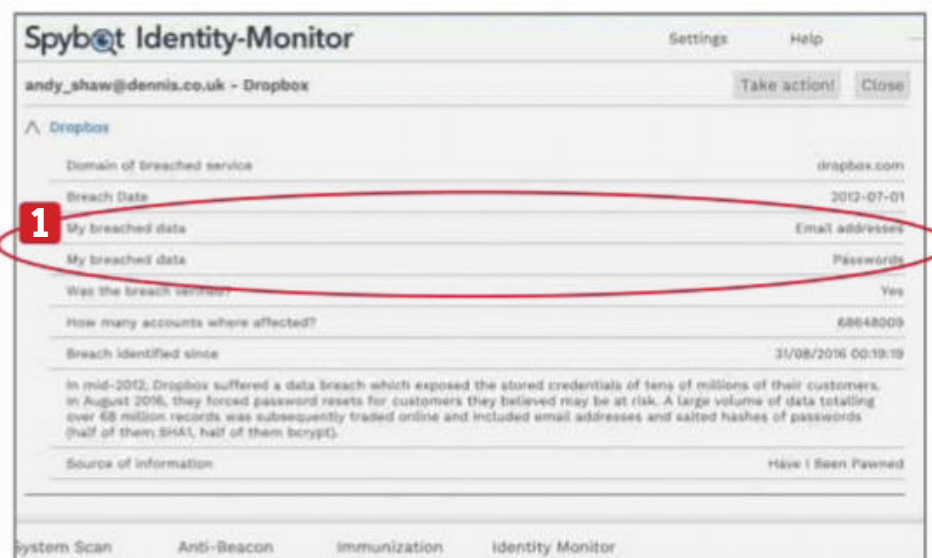 Spybot Identity-Monitor Settings Help
andy_shaw@dennis.co.uk - Dropbox Take action! Close
Dropbox
Domain of breached service dropbox.com
Breach Date 2012-07-01
1
My breached data Email addresses
My breached data Passwords
Was the breach verified? Yes
How many accounts where affected? 68648009
Breach identified since 31/08/2016 00:19:19
In mid-2012, Dropbox suffered a data breach which exposed the stored credentials of tens of millions of their customers.
In August 2016, they forced password resets for customers they believed may be at risk. A large volume of data totalling
over 68 million records was subsequently traded online and included email addresses and salted hashes of passwords
(half of them SHA1, half of them bcrypt).
Source of information Have I Been Pawned
System Scan Anti-Beacon Immunization Identity Monitor